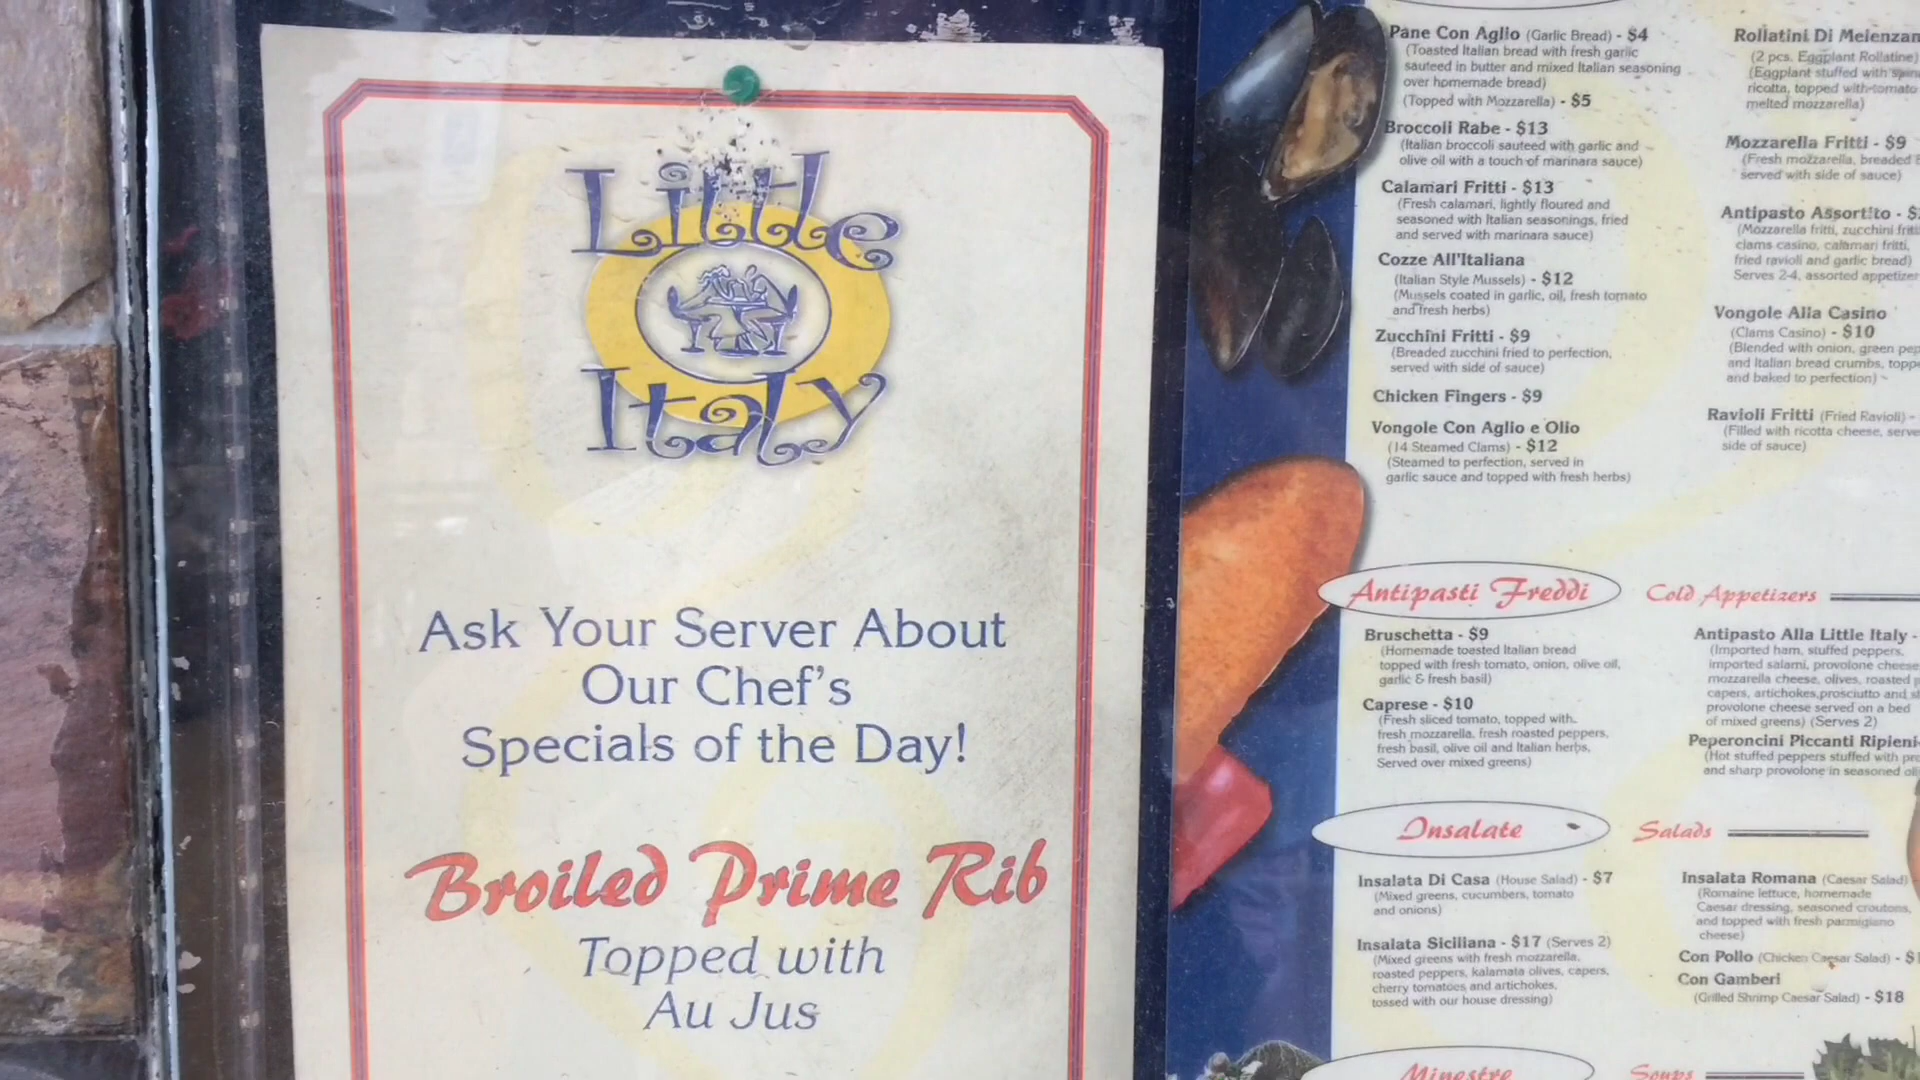 Little
Italy
Ask Your Server About
Our Chef's
Specials of the Day!
Broiled Prime Rib
Topped with
Au Jus
Pane Con Aglio (Garlic Bread) - $4
(Toasted Italian bread with fresh garlic
sauteed in butter and mixed Italian seasoning
over homemade bread)
(Topped with Mozzarella) - $5
Broccoli Rabe - $13
(Italian broccoli sauteed with garlic and
olive oil with a touch of marinara sauce)
Calamari Fritti - $13
(Fresh calamari, lightly floured and
seasoned with Italian seasonings, fried
and served with marinara sauce)
Cozze All'Italiana
(Italian Style Mussels) - $12
(Mussels coated in garlic, oil, fresh tomato
and fresh herbs)
Zucchini Fritti - $9
(Breaded zucchini fried to perfection,
served with side of sauce)
Chicken Fingers - $9
Vongole Con Aglio e Olio
(14 Steamed Clams) - $12
(Steamed to perfection, served in
garlic sauce and topped with fresh herbs)
Rollatini Di
(2 pcs. Eggplant Rollatine)
(Eggplant stuffed with
ricotta, topped with tomato
melted mozzarella)
Mozzarella Fritti - $9
(Fresh mozzarella, breaded
served with side of sauce)
Antipasto Assortito -
(Mozzarella fritti, zucchini
clams casino, calamari fritti,
fried ravioli and garlic bread)
Serves 2-4, assorted
Vongole Alla Casino
(Clams Casino) - $10
(Blended with onion, green
and Italian bread crumbs,
and baked to perfection)
Ravioli Fritti (Fried Ravioli) -
(Filled with ricotta cheese,
side of sauce)
Antipasti Freddi
Cold Appetizers
Bruschetta - $9
(Homemade toasted Italian bread
topped with fresh tomato, onion, olive oil,
garlic & fresh basil)
Caprese - $10
(Fresh sliced tomato, topped with
fresh mozzarella, fresh roasted peppers,
fresh basil, olive oil and Italian herbs,
Served over mixed greens)
Antipasto Alla Little Italy -
(Imported ham, stuffed peppers,
imported salami, provolone cheese
mozzarella cheese, olives, roasted
capers, artichokes,prosciutto and
provolone cheese served on a bed
of mixed greens) (Serves 2)
Peperoncini Piccanti Ripieni-
(Hot stuffed peppers stuffed with
and sharp provolone in seasoned
Insalate
Salads
Insalata Di Casa (House Salad) - $7
(Mixed greens, cucumbers, tomato
and onions)
Insalata Siciliana - $17 (Serves 2)
(Mixed greens with fresh mozzarella,
roasted peppers, kalamata olives, capers,
cherry tomatoes and artichokes,
tossed with our house dressing)
Insalata Romana (Caesar Salad)
(Romaine lettuce, homemade
Caesar dressing, seasoned croutons,
and topped with fresh parmigiano
cheese)
Con Pollo (Chicken Caesar Salad) -
Con Gamberi
(Grilled Shrimp Caesar Salad) - $18
Minestre
Soups